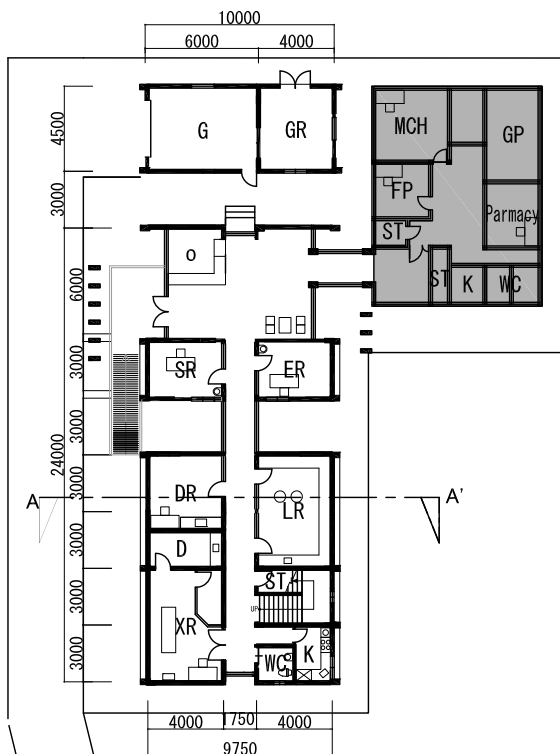 10000
6000 4000
4500
3000
6000
3000
3000
24000
3000
3000
3000
3000
G GR
MCH GP
FP
ST Parmacy
ST K WC
O
SR ER
DR LR
A A'
D
ST
UP
XR
WC K
4000 1750 4000
9750